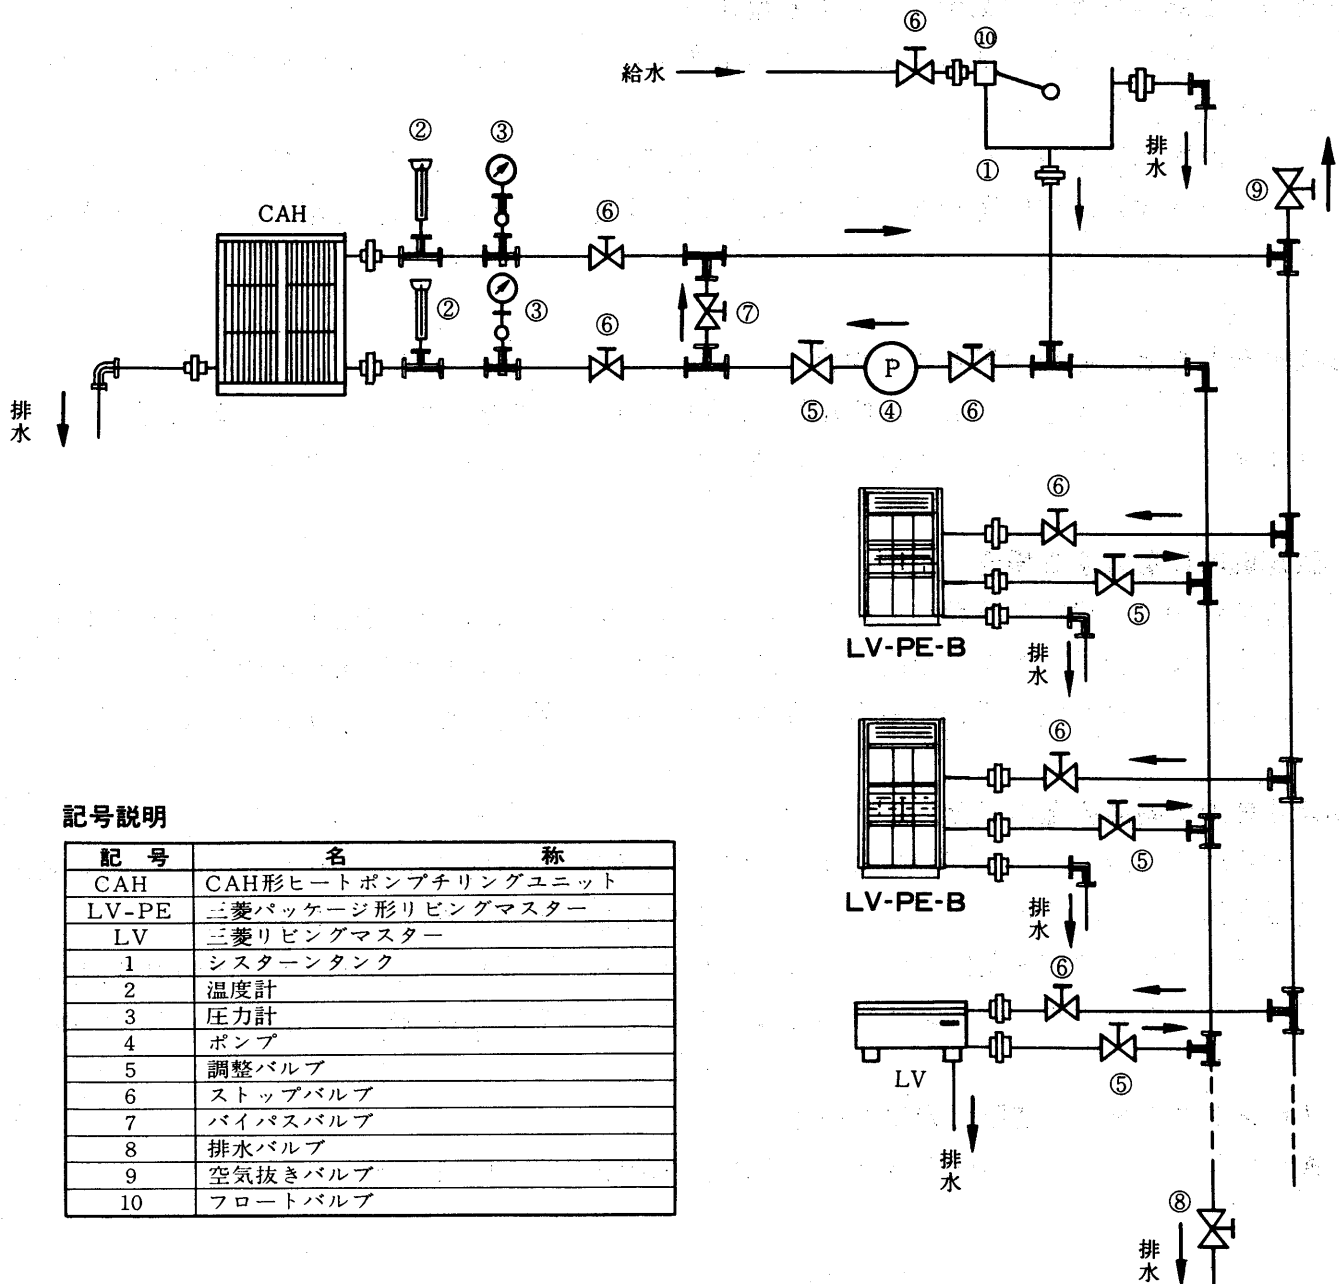 ⑥
⑩
給水
排水
①
⑨
②
③
CAH
⑥
②
③
⑥
⑦
P
⑤
④
⑥
排水
⑥
⑤
LV-PE-B
排水
⑥
⑤
LV-PE-B
排水
⑥
LV
⑤
排水
⑧
排水
記号説明
記 号 名 称
CAH CAH形ヒートポンプチリングユニット
LV-PE 三菱パッケージ形リビングマスター
LV 三菱リビングマスター
1 シスターンタンク
2 温度計
3 圧力計
4 ポンプ
5 調整バルブ
6 ストップバルブ
7 バイパスバルブ
8 排水バルブ
9 空気抜きバルブ
10 フロートバルブ